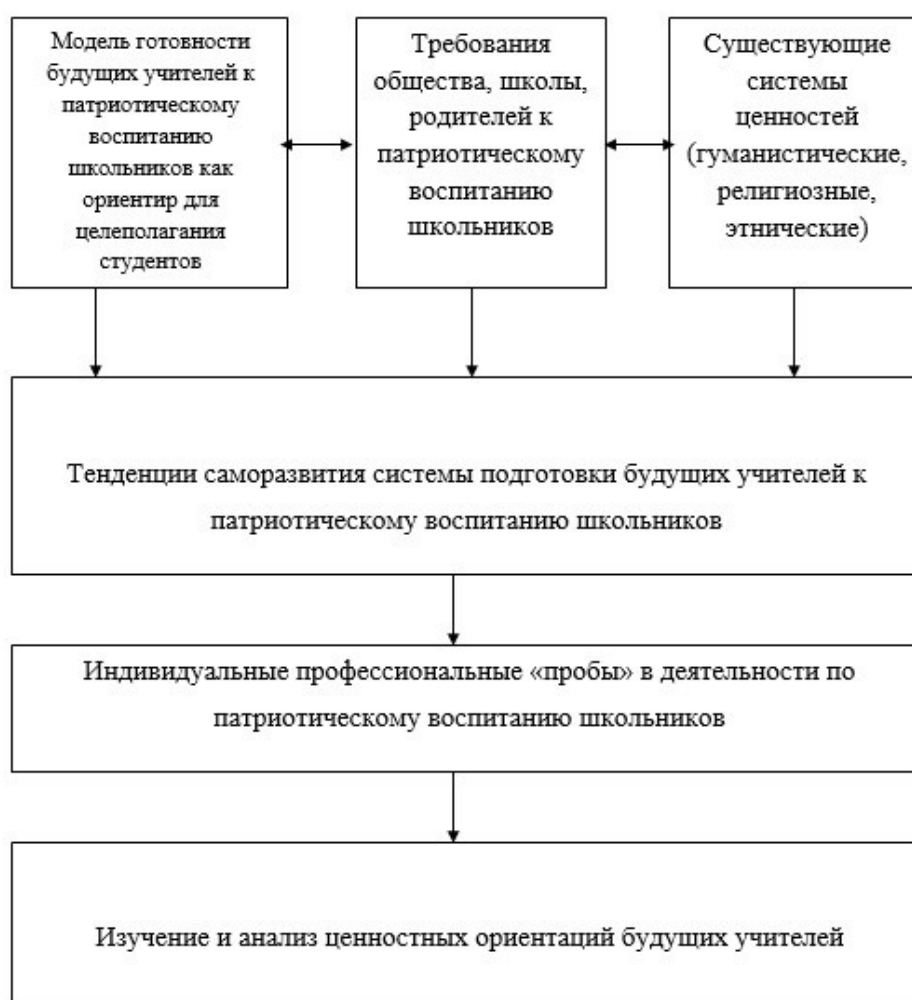 Модель готовности
будущих учителей к
патриотическому
воспитанию
школьников как
ориентир для
целеполагания
студентов
Требования
общества, школы,
родителей к
патриотическому
воспитанию
школьников
Существующие
системы
ценностей
(гуманистические,
религиозные,
этнические)
Тенденции саморазвития системы подготовки будущих учителей к
патриотическому воспитанию школьников
Индивидуальные профессиональные «пробы» в деятельности по
патриотическому воспитанию школьников
Изучение и анализ ценностных ориентаций будущих учителей